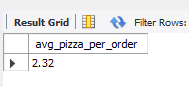 Result Grid Filter Rows:
avg_pizza_per_order
2.32